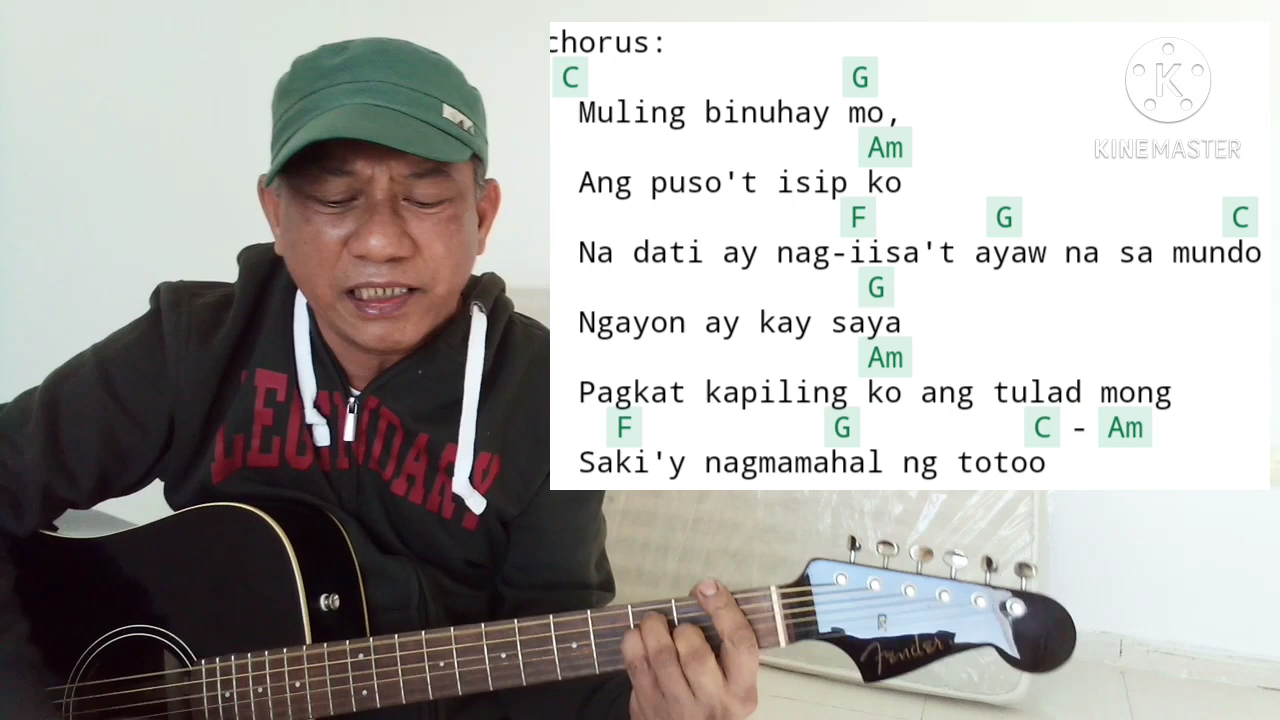 chorus:
C G
Muling binuhay mo,
Am
Ang puso't isip ko
F G C
Na dati ay nag-iisa't ayaw na sa mundo
G
Ngayon ay kay saya
Am
Pagkat kapiling ko ang tulad mong
F G C - Am
Saki'y nagmamahal ng totoo
K
KINEMASTER
LEGENDARY
Fender